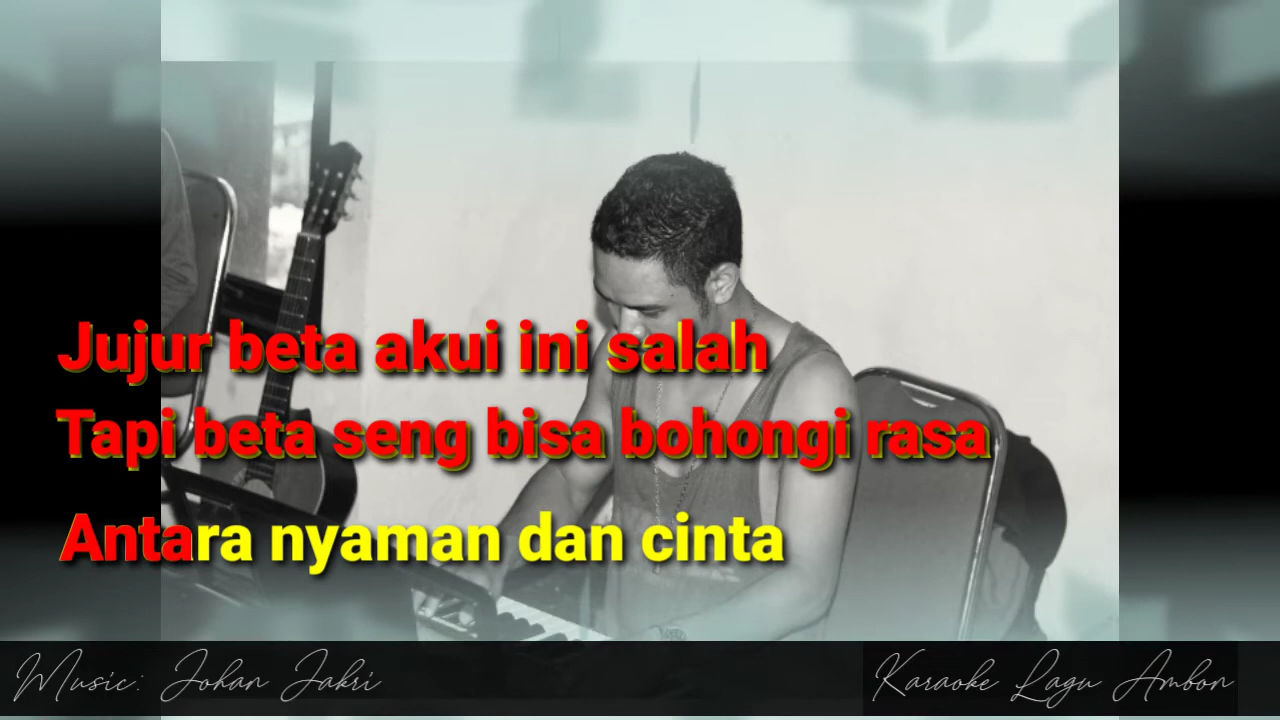 Jujur beta akui ini salah
Tapi beta seng bisa bohongi rasa
Antara nyaman dan cinta
Music: Johan Jakri
Karaoke Lagu Ambon